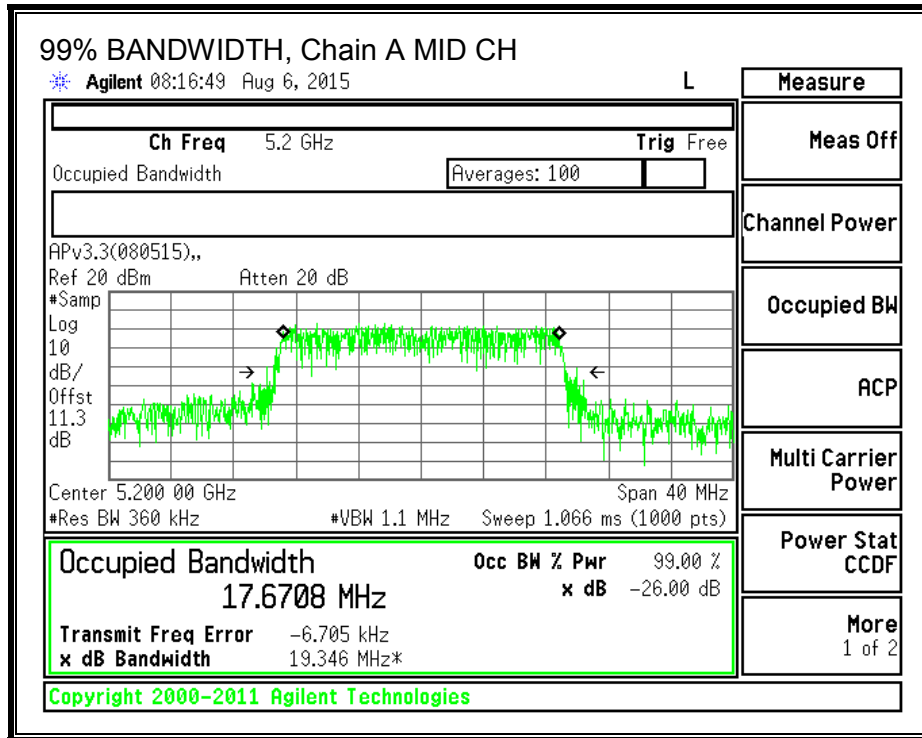 99% BANDWIDTH, Chain A MID CH
Agilent 08:16:49 Aug 6, 2015 L
Measure
Ch Freq 5.2 GHz Trig Free
Meas Off
Occupied Bandwidth Averages: 100
Channel Power
APv3.3(080515),,
Ref 20 dBm Atten 20 dB
#Samp
Log
10
dB/
Offst
11.3
dB
Occupied BW
ACP
Multi Carrier
Power
Center 5.200 00 GHz Span 40 MHz
#Res BW 360 kHz #VBW 1.1 MHz Sweep 1.066 ms (1000 pts)
Occupied Bandwidth Occ BW % Pwr 99.00 %
17.6708 MHz x dB -26.00 dB
Power Stat
CCDF
Transmit Freq Error -6.705 kHz
x dB Bandwidth 19.346 MHz*
More
1 of 2
Copyright 2000-2011 Agilent Technologies